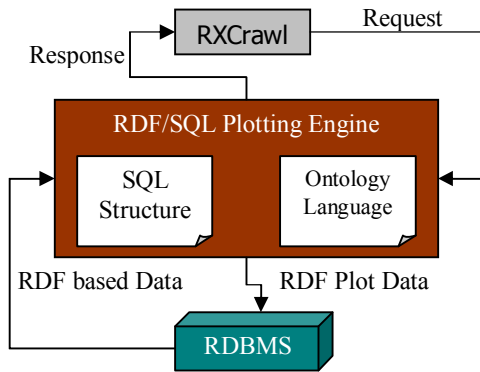 RXCrawl
Request
Response
RDF/SQL Plotting Engine
SQL
Structure
Ontology
Language
RDF based Data
RDF Plot Data
RDBMS